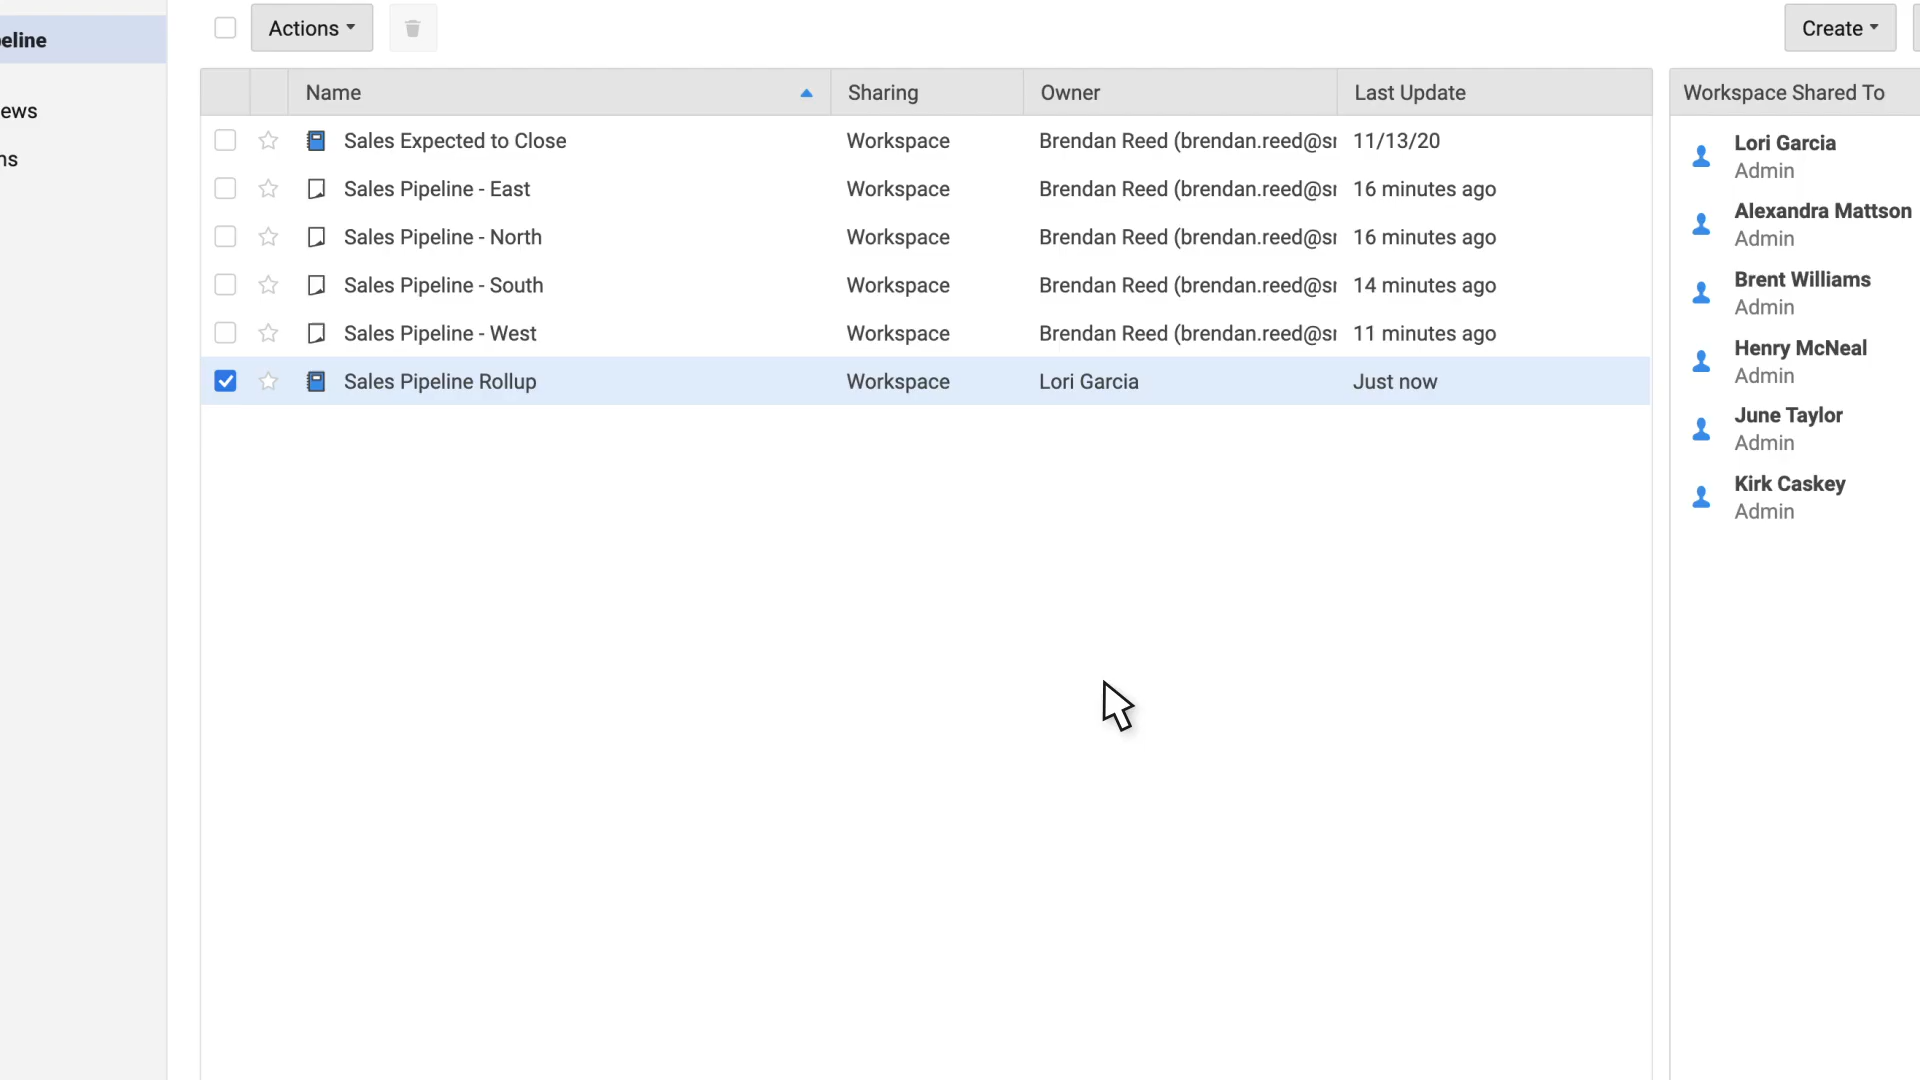 Actions
Create
eline
ews
ns
Name Sharing Owner Last Update
Sales Expected to Close Workspace Brendan Reed (brendan.reed@sr 11/13/20
Sales Pipeline - East Workspace Brendan Reed (brendan.reed@sr 16 minutes ago
Sales Pipeline - North Workspace Brendan Reed (brendan.reed@sr 16 minutes ago
Sales Pipeline - South Workspace Brendan Reed (brendan.reed@sr 14 minutes ago
Sales Pipeline - West Workspace Brendan Reed (brendan.reed@sr 11 minutes ago
Sales Pipeline Rollup Workspace Lori Garcia Just now
Workspace Shared To
Lori Garcia
Admin
Alexandra Mattson
Admin
Brent Williams
Admin
Henry McNeal
Admin
June Taylor
Admin
Kirk Caskey
Admin